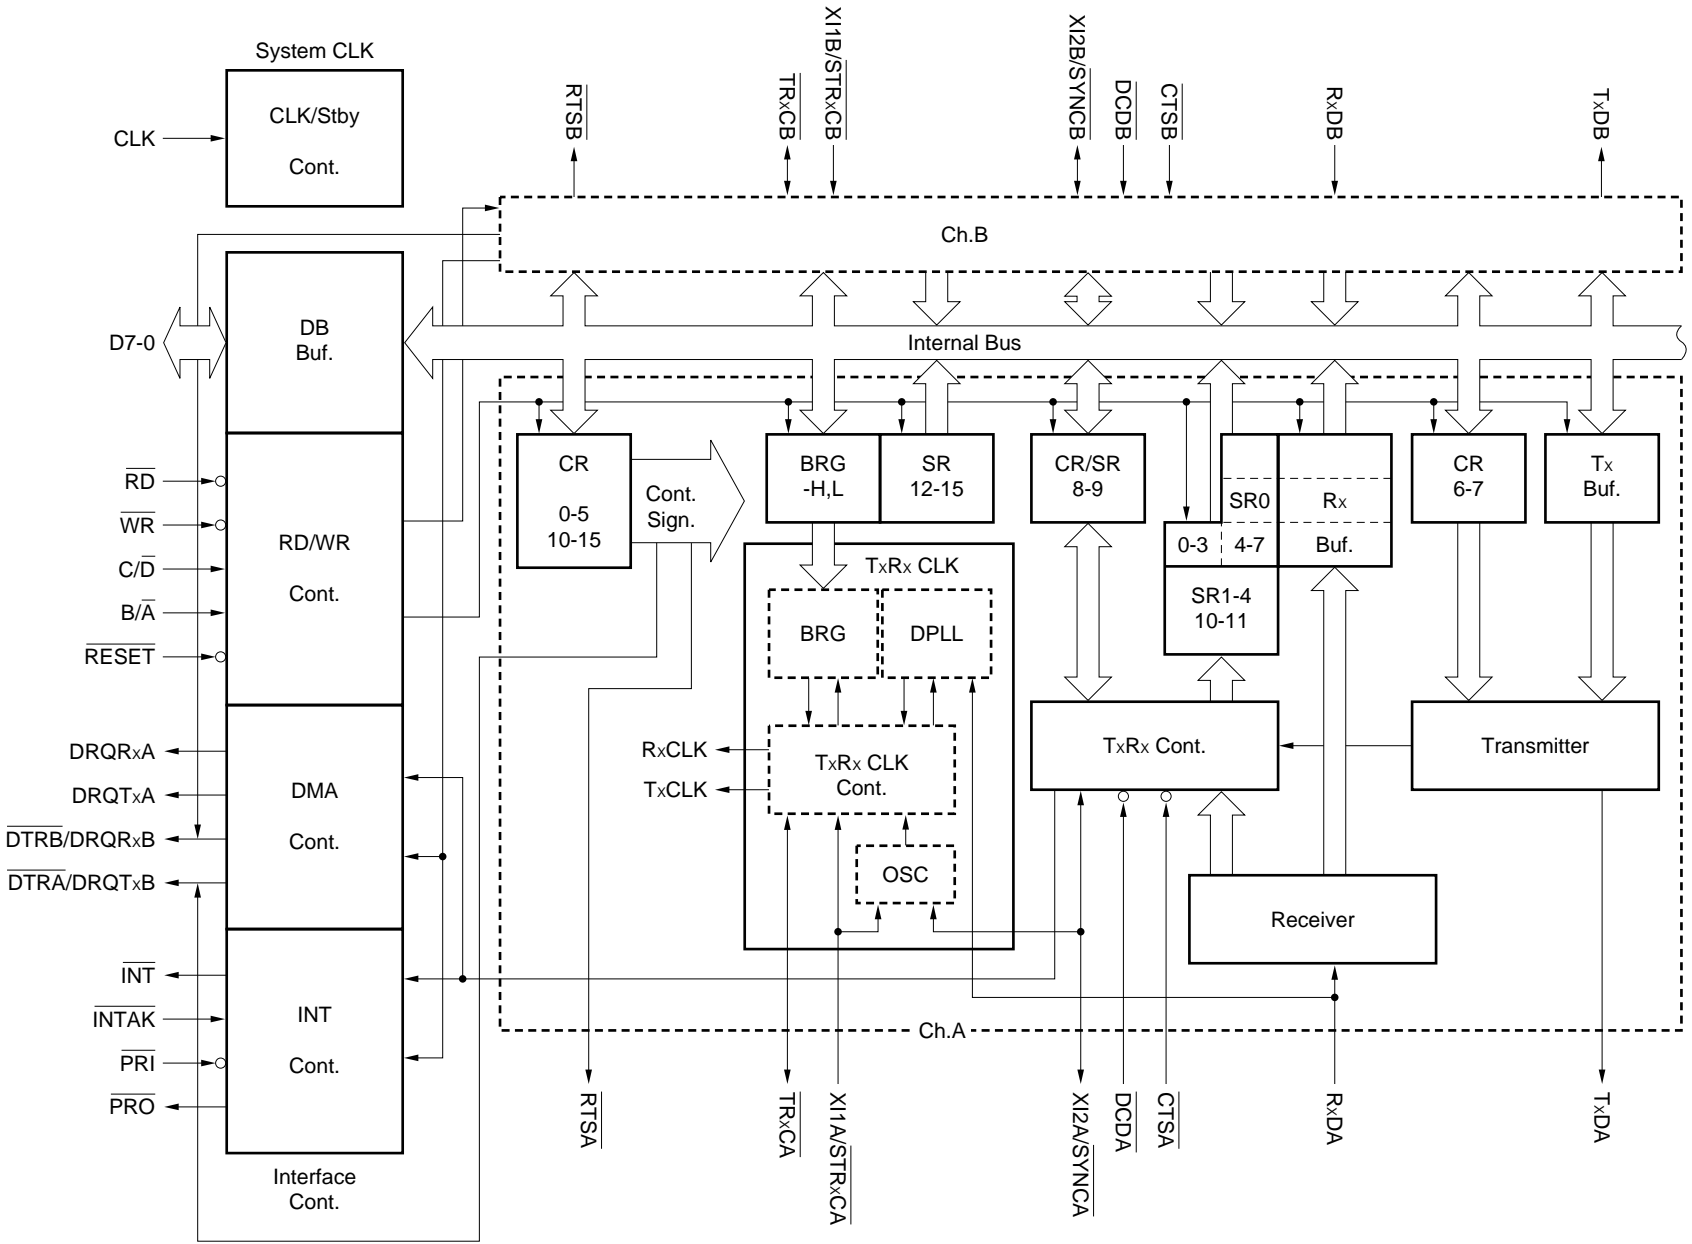 System CLK
CLK/Stby
Cont.
CLK
RTSB
TRxCB
XI1B/STRxCB
XI2B/SYNCB
DCDB
CTSB
RxDB
TxDB
Ch.B
D7-0
DB
Buf.
Internal Bus
RD
WR
C/D
B/A
RESET
RD/WR
Cont.
CR
0-5
10-15
Cont.
Sign.
BRG
-H,L
SR
12-15
CR/SR
8-9
SR0
Rx
0-3
4-7
Buf.
SR1-4
10-11
CR
6-7
Tx
Buf.
TxRx CLK
BRG
DPLL
RxCLK
TxCLK
TxRx CLK
Cont.
OSC
TxRx Cont.
Transmitter
Receiver
DRQRxA
DRQTxA
DTRB/DRQRxB
DTRA/DRQTxB
DMA
Cont.
INT
INTAK
PRI
PRO
INT
Cont.
Interface
Cont.
Ch.A
RTSA
TRxCA
XI1A/STRxCA
XI2A/SYNCA
DCDA
CTSA
RxDA
TxDA